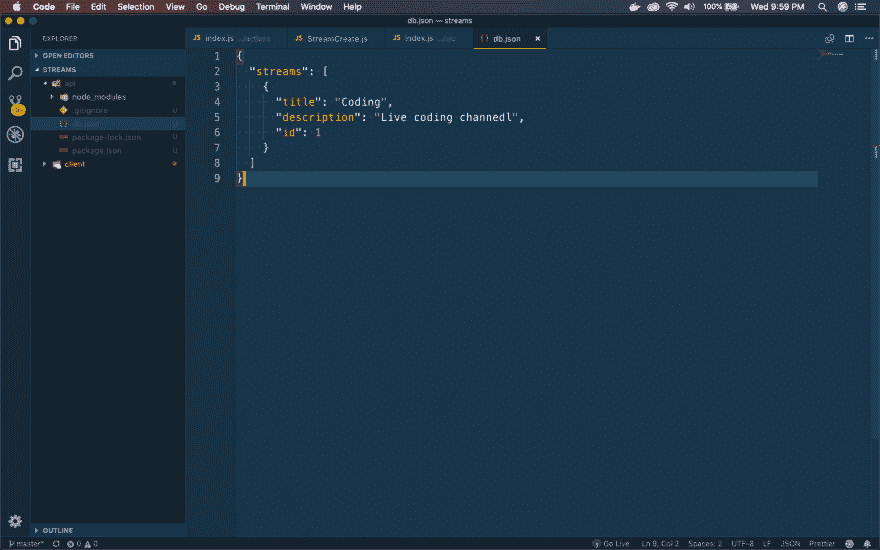 Code File Edit Selection View Go Debug Terminal Window Help 100% Wed 9:59 PM
db.json — streams
EXPLORER
JS index.js JS StreamCreate.js JS index.js {} db.json ×
OPEN EDITORS
STREAMS
api
node_modules
.gitignore U
{} U
package-lock.json U
package.json U
client
1 {
2 "streams": [
3 {
4 "title": "Coding",
5 "description": "Live coding channedl",
6 "id": 1
7 }
8 ]
9 }
OUTLINE
master* 0 0 Go Live Ln 9, Col 2 Spaces: 2 UTF-8 LF JSON Prettier